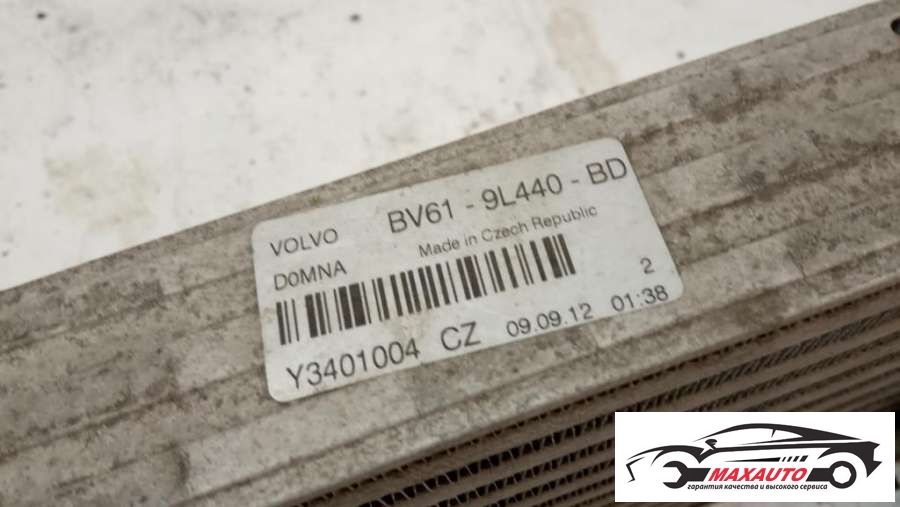 VOLVO BV61 - 9L440 - BD
Made in Czech Republic
D0MNA
2
Y3401004 CZ 09.09.12 01:38
MAXAUTO
гарантия качества и высокого сервиса